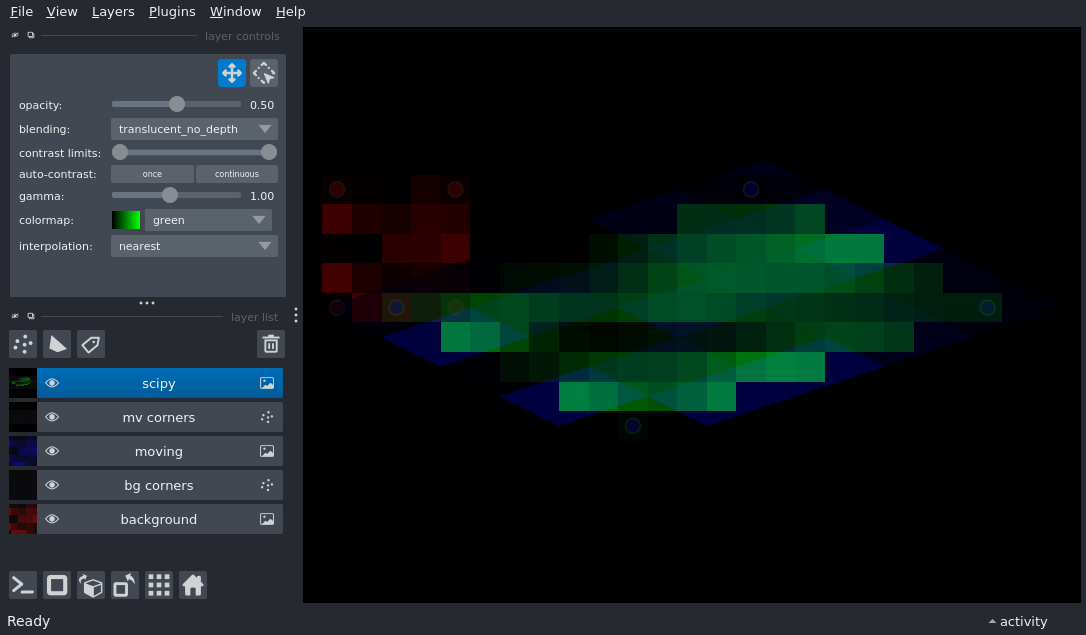 File View Layers Plugins Window Help
layer controls
opacity: 0.50
blending: translucent_no_depth
contrast limits:
auto-contrast: once continuous
gamma: 1.00
colormap: green
interpolation: nearest
layer list
scipy
mv corners
moving
bg corners
background
Ready activity